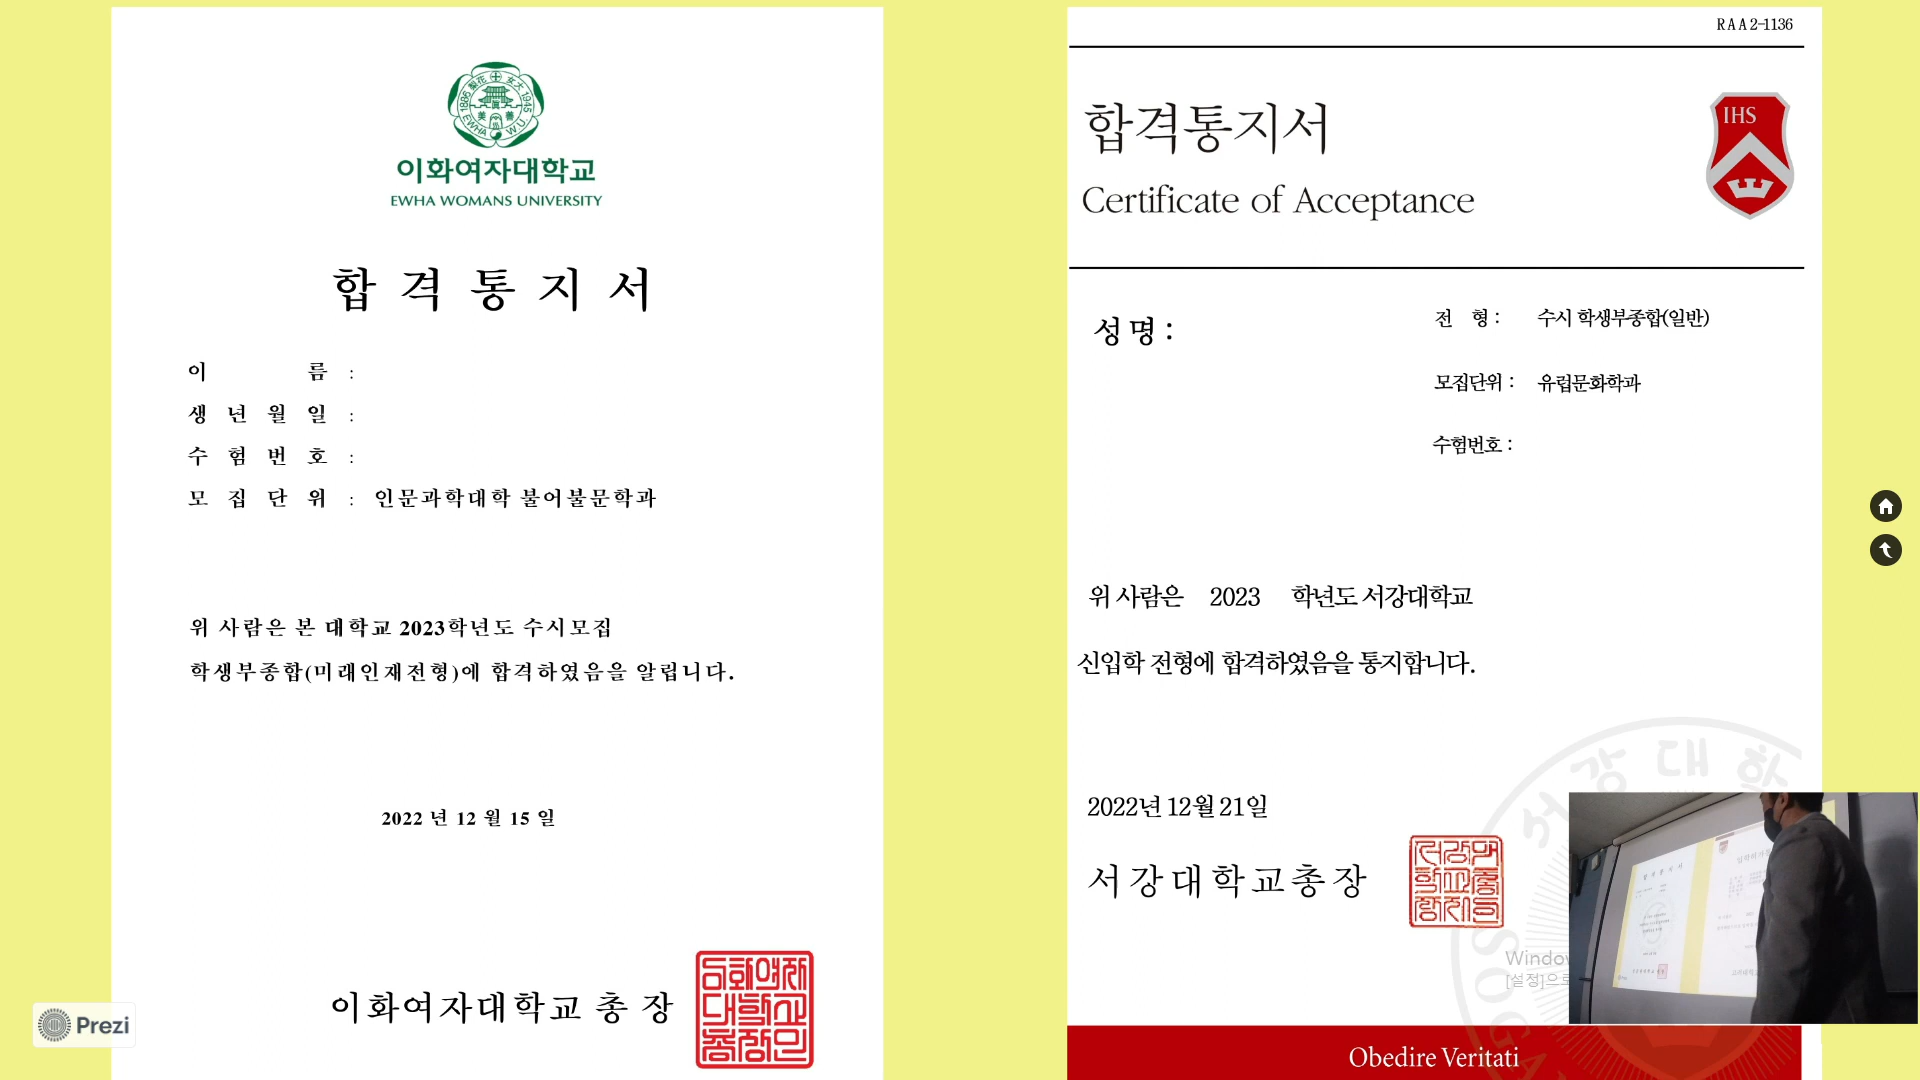 이화여자대학교
EWHA WOMANS UNIVERSITY
합 격 통 지 서
이 름 :
생 년 월 일 :
수 험 번 호 :
모 집 단 위 : 인문과학대학 불어불문학과
위 사람은 본 대학교 2023학년도 수시모집
학생부종합(미래인재전형)에 합격하였음을 알립니다.
2022 년 12 월 15 일
이화여자대학교 총 장
Prezi
RAA2-1136
합격통지서
Certificate of Acceptance
IHS
성 명 :
전 형 : 수시 학생부종합(일반)
모집단위 : 유럽문화학과
수험번호 :
위 사람은 2023 학년도 서강대학교
신입학 전형에 합격하였음을 통지합니다.
2022년 12월 21일
서강대학교총장
서강대학
Obedire Veritati